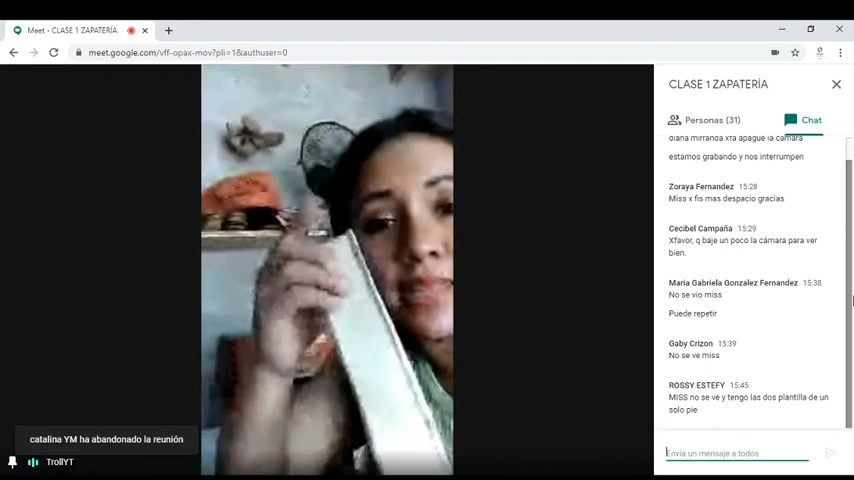 Meet - CLASE 1 ZAPATERÍA
meet.google.com/vff-opax-mov?pli=1&authuser=0
CLASE 1 ZAPATERÍA
Personas (31)
Chat
diana mirranda xfa apague la camara
estamos grabando y nos interrumpen
Zoraya Fernandez 15:28
Miss x fis mas despacio gracias
Cecibel Campaña 15:29
Xfavor, q baje un poco la cámara para ver
bien.
Maria Gabriela Gonzalez Fernandez 15:38
No se vio miss
Puede repetir
Gaby Crizon 15:39
No se ve miss
ROSSY ESTEFY 15:45
MISS no se ve y tengo las dos plantilla de un
solo pie
Envía un mensaje a todos
catalina YM ha abandonado la reunión
TrollYT